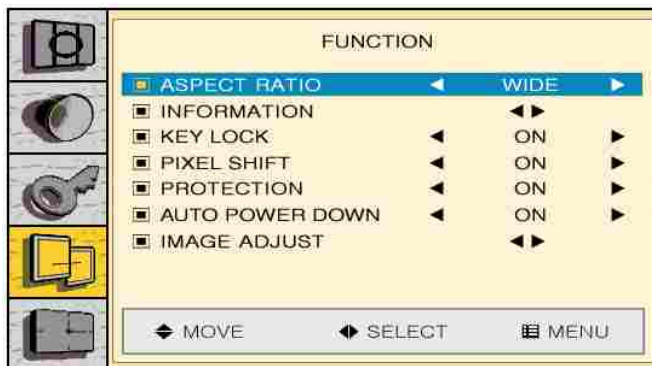 FUNCTION
ASPECT RATIO ◄ WIDE ►
INFORMATION ◄►
KEY LOCK ◄ ON ►
PIXEL SHIFT ◄ ON ►
PROTECTION ◄ ON ►
AUTO POWER DOWN ◄ ON ►
IMAGE ADJUST ◄►
MOVE SELECT MENU